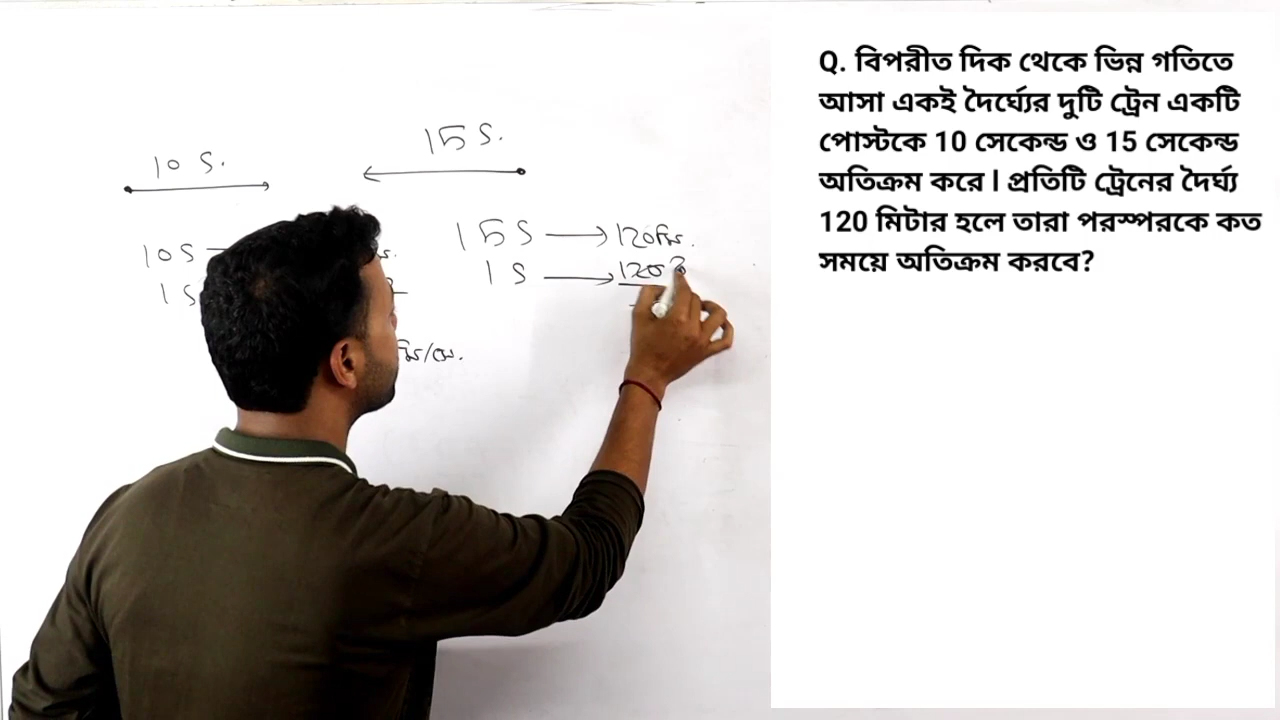 Q. বিপরীত দিক থেকে ভিন্ন গতিতে
আসা একই দৈর্ঘ্যের দুটি ট্রেন একটি
পোস্টকে 10 সেকেন্ড ও 15 সেকেন্ড
অতিক্রম করে l প্রতিটি ট্রেনের দৈর্ঘ্য
120 মিটার হলে তারা পরস্পরকে কত
সময়ে অতিক্রম করবে?
10 S.
15 S.
10 S
1 S
মি/সে.
15 S → 120মি.
1 S → 120